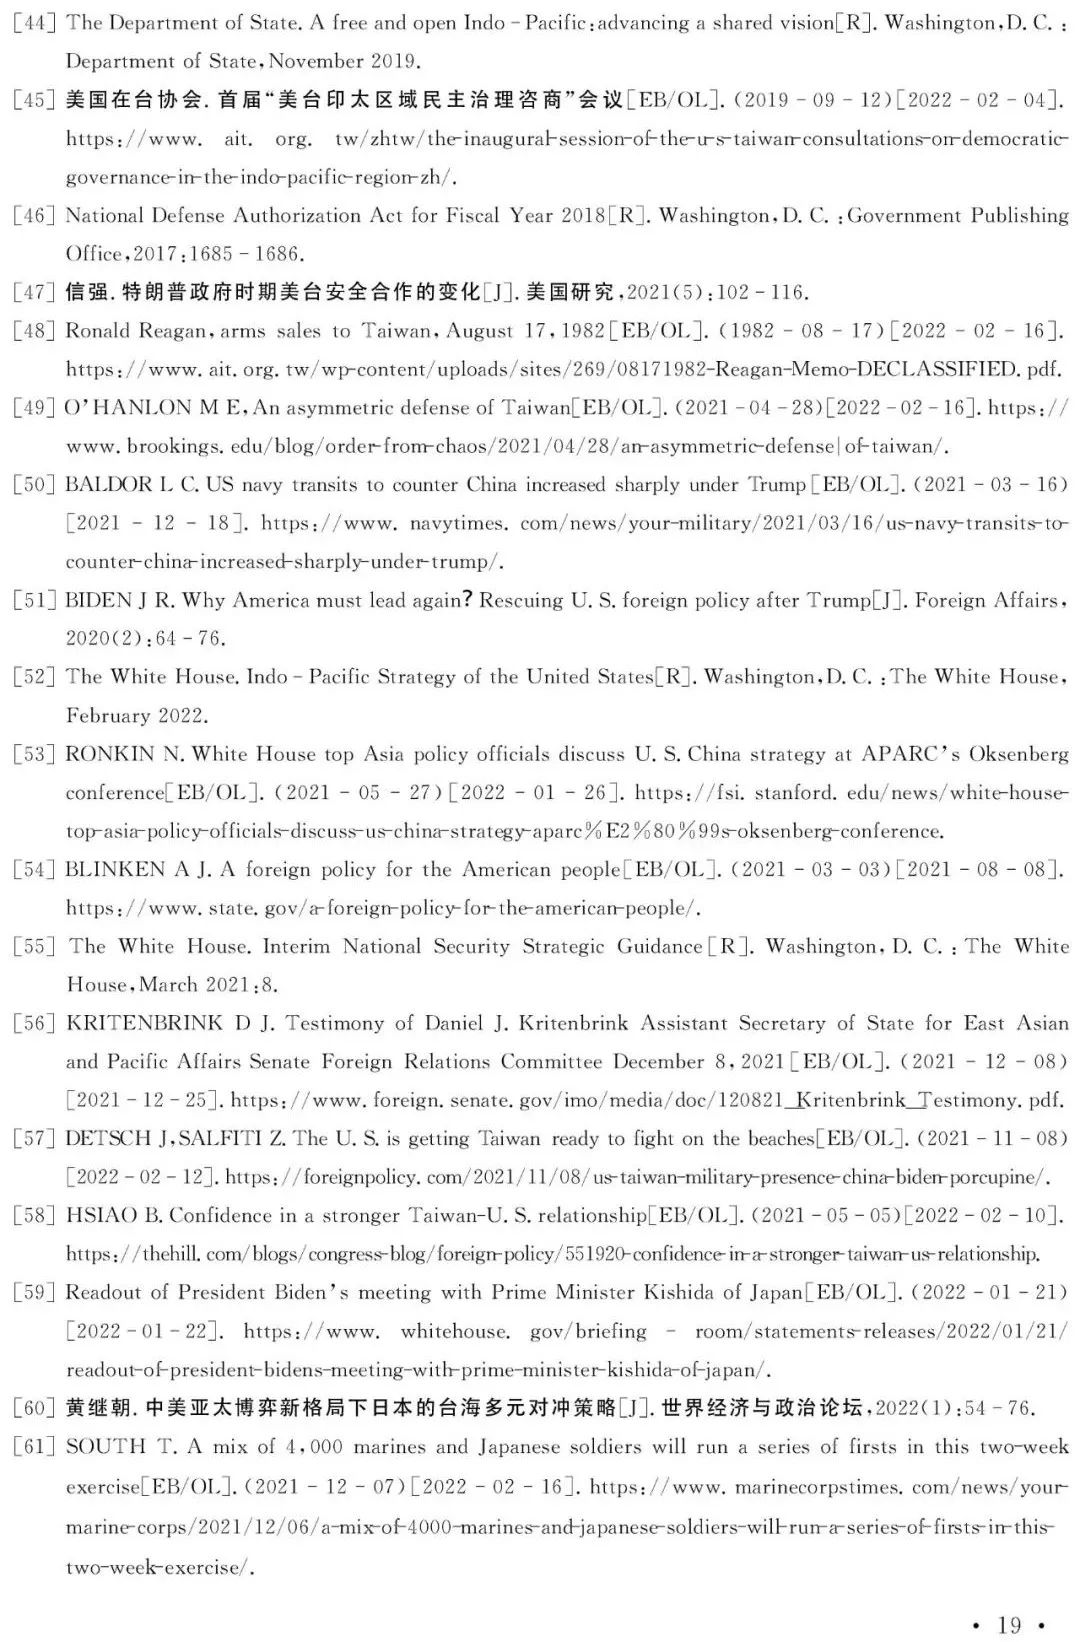 [44] The Department of State. A free and open Indo-Pacific:advancing a shared vision[R]. Washington,D. C. :
Department of State,November 2019.
[45] 美国在台协会. 首届“美台印太区域民主治理咨商”会议[EB/OL]. (2019-09-12)[2022-02-04].
https://www. ait. org. tw/zhtw/the-inaugural-session-of-the-u-s-taiwan-consultations-on-democratic-
governance-in-the-indo-pacific-region-zh/.
[46] National Defense Authorization Act for Fiscal Year 2018[R]. Washington,D. C. :Government Publishing
Office,2017:1685-1686.
[47] 信强. 特朗普政府时期美台安全合作的变化[J]. 美国研究,2021(5):102-116.
[48] Ronald Reagan,arms sales to Taiwan,August 17,1982[EB/OL]. (1982-08-17)[2022-02-16].
https://www. ait. org. tw/wp-content/uploads/sites/269/08171982-Reagan-Memo-DECLASSIFIED. pdf.
[49] O’HANLON M E,An asymmetric defense of Taiwan[EB/OL]. (2021-04-28)[2022-02-16]. https://
www. brookings. edu/blog/order-from-chaos/2021/04/28/an-asymmetric-defense|of-taiwan/.
[50] BALDOR L C. US navy transits to counter China increased sharply under Trump[EB/OL]. (2021-03-16)
[2021-12-18]. https://www. navytimes. com/news/your-military/2021/03/16/us-navy-transits-to-
counter-china-increased-sharply-under-trump/.
[51] BIDEN J R. Why America must lead again? Rescuing U. S. foreign policy after Trump[J]. Foreign Affairs,
2020(2):64-76.
[52] The White House. Indo-Pacific Strategy of the United States[R]. Washington,D. C. :The White House,
February 2022.
[53] RONKIN N. White House top Asia policy officials discuss U. S. China strategy at APARC’s Oksenberg
conference[EB/OL]. (2021-05-27)[2022-01-26]. https://fsi. stanford. edu/news/white-house-
top-asia-policy-officials-discuss-us-china-strategy-aparc%E2%80%99s-oksenberg-conference.
[54] BLINKEN A J. A foreign policy for the American people[EB/OL]. (2021-03-03)[2021-08-08].
https://www. state. gov/a-foreign-policy-for-the-american-people/.
[55] The White House. Interim National Security Strategic Guidance[R]. Washington,D. C. : The White
House,March 2021:8.
[56] KRITENBRINK D J. Testimony of Daniel J. Kritenbrink Assistant Secretary of State for East Asian
and Pacific Affairs Senate Foreign Relations Committee December 8,2021[EB/OL]. (2021-12-08)
[2021-12-25]. https://www. foreign. senate. gov/imo/media/doc/120821_Kritenbrink_Testimony. pdf.
[57] DETSCH J,SALFITI Z. The U. S. is getting Taiwan ready to fight on the beaches[EB/OL]. (2021-11-08)
[2022-02-12]. https://foreignpolicy. com/2021/11/08/us-taiwan-military-presence-china-biden-porcupine/.
[58] HSIAO B. Confidence in a stronger Taiwan-U. S. relationship[EB/OL]. (2021-05-05)[2022-02-10].
https://thehill. com/blogs/congress-blog/foreign-policy/551920-confidence-in-a-stronger-taiwan-us-relationship.
[59] Readout of President Biden’s meeting with Prime Minister Kishida of Japan[EB/OL]. (2022-01-21)
[2022-01-22]. https://www. whitehouse. gov/briefing-room/statements-releases/2022/01/21/
readout-of-president-bidens-meeting-with-prime-minister-kishida-of-japan/.
[60] 黄继朝. 中美亚太博弈新格局下日本的台海多元对冲策略[J]. 世界经济与政治论坛,2022(1):54-76.
[61] SOUTH T. A mix of 4,000 marines and Japanese soldiers will run a series of firsts in this two-week
exercise[EB/OL]. (2021-12-07)[2022-02-16]. https://www. marinecorpstimes. com/news/your-
marine-corps/2021/12/06/a-mix-of-4000-marines-and-japanese-soldiers-will-run-a-series-of-firsts-in-this-
two-week-exercise/.
· 19 ·